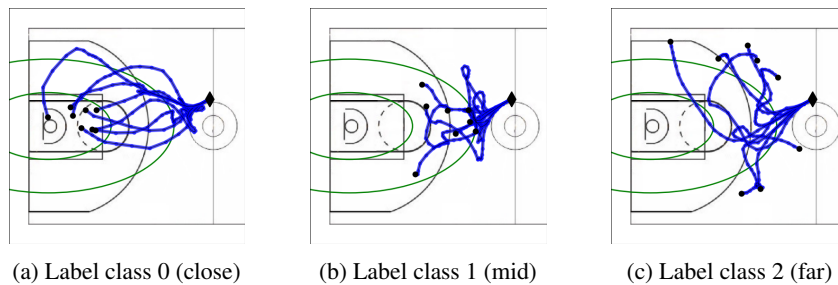 (a) Label class 0 (close)
(b) Label class 1 (mid)
(c) Label class 2 (far)